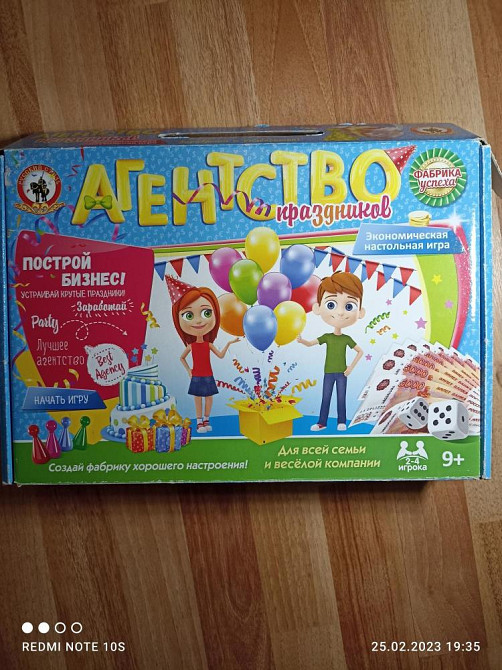 АГЕНТСТВО
праздников
ФАБРИКА
успеха
Экономическая
настольная игра
ПОСТРОЙ
БИЗНЕС!
УСТРАИВАЙ КРУТЫЕ ПРАЗДНИКИ!
Заработай
Party
Лучшее
агентство
Best
Agency
НАЧАТЬ ИГРУ
Создай фабрику хорошего настроения!
Для всей семьи
и весёлой компании
2-4
игрока
9+
REDMI NOTE 10S
25.02.2023 19:35